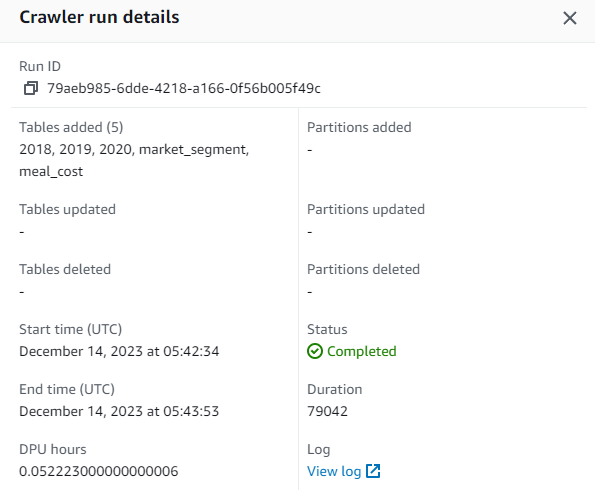 Crawler run details
Run ID
79aeb985-6dde-4218-a166-0f56b005f49c
Tables added (5)
2018, 2019, 2020, market_segment,
meal_cost
Partitions added
-
Tables updated
-
Partitions updated
-
Tables deleted
-
Partitions deleted
-
Start time (UTC)
December 14, 2023 at 05:42:34
Status
Completed
End time (UTC)
December 14, 2023 at 05:43:53
Duration
79042
DPU hours
0.052223000000000006
Log
View log